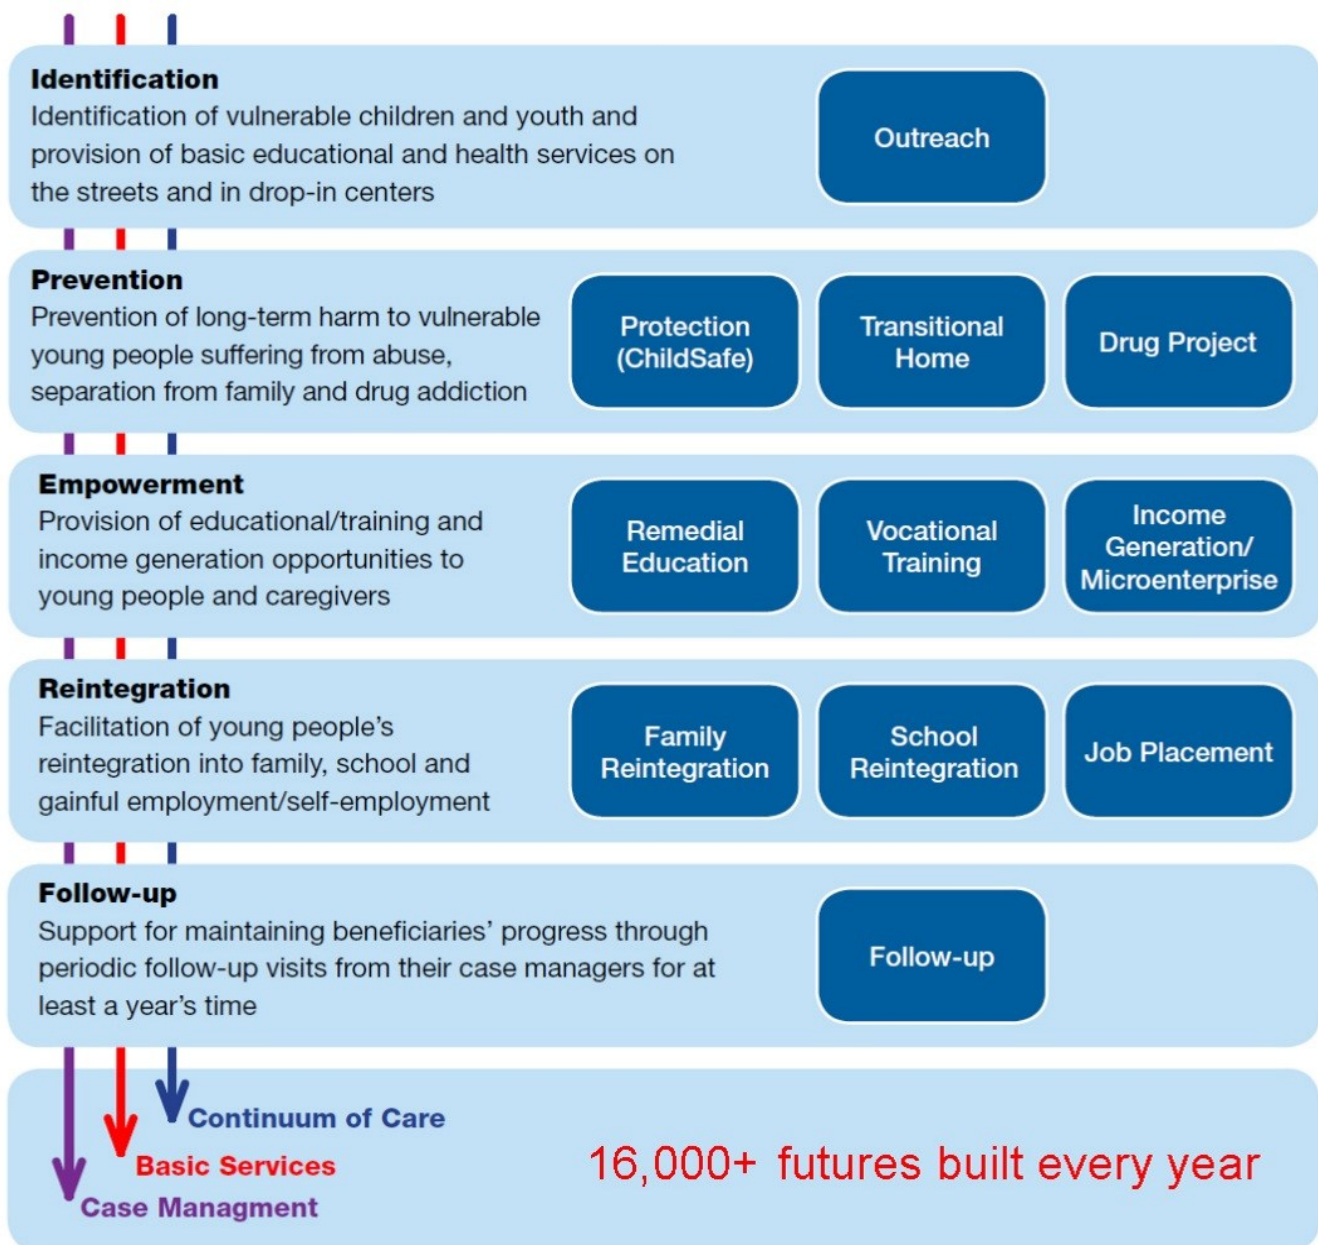 Identification
Identification of vulnerable children and youth and
provision of basic educational and health services on
the streets and in drop-in centers
Outreach
Prevention
Prevention of long-term harm to vulnerable
young people suffering from abuse,
separation from family and drug addiction
Protection
(ChildSafe)
Transitional
Home
Drug Project
Empowerment
Provision of educational/training and
income generation opportunities to
young people and caregivers
Remedial
Education
Vocational
Training
Income
Generation/
Microenterprise
Reintegration
Facilitation of young people’s
reintegration into family, school and
gainful employment/self-employment
Family
Reintegration
School
Reintegration
Job Placement
Follow-up
Support for maintaining beneficiaries’ progress through
periodic follow-up visits from their case managers for at
least a year’s time
Follow-up
Continuum of Care
Basic Services
Case Managment
16,000+ futures built every year